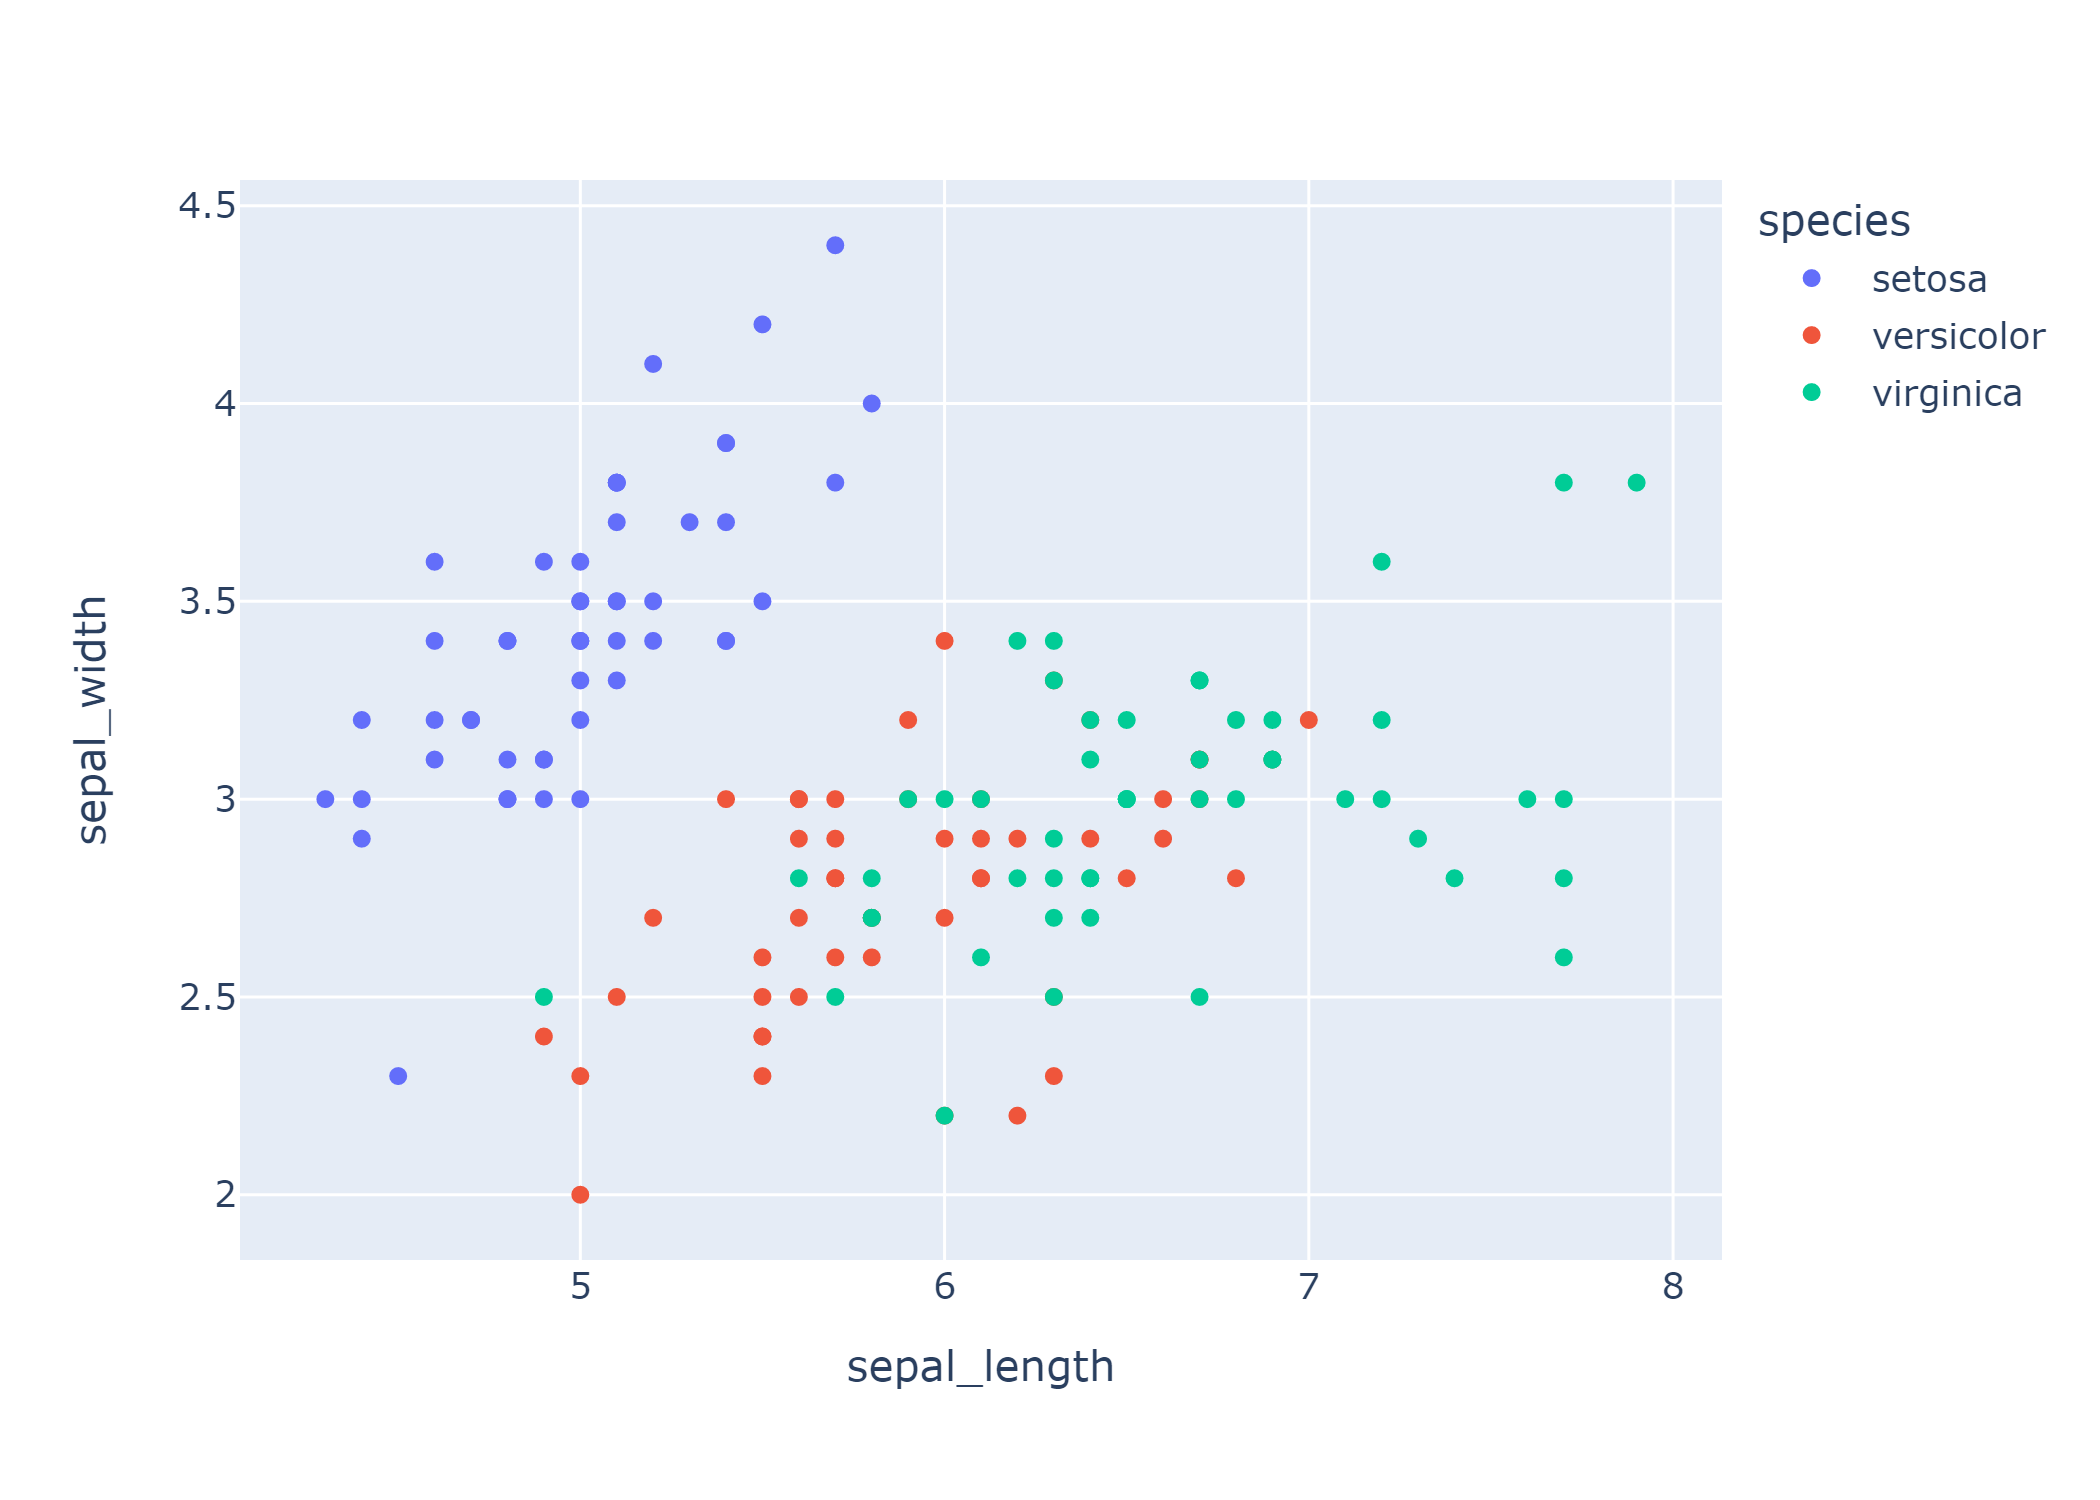 species
setosa
versicolor
virginica
sepal_width
4.5
4
3.5
3
2.5
2
5 6 7 8
sepal_length